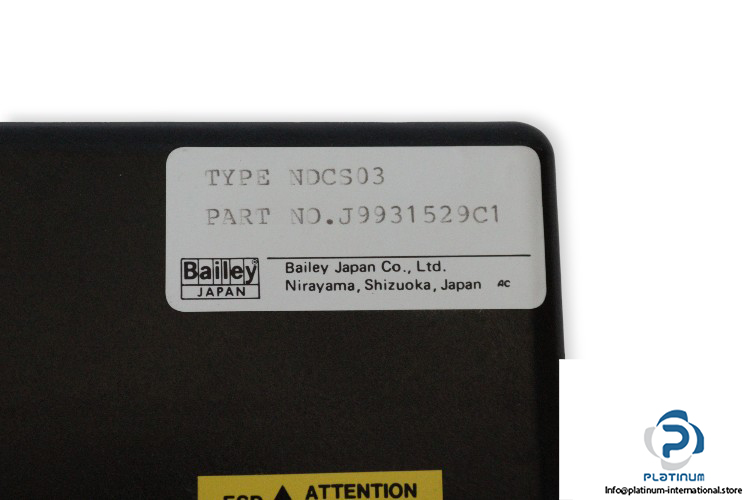 TYPE NDCS03
PART NO.J9931529C1
Bailey
JAPAN
Bailey Japan Co., Ltd.
Nirayama, Shizuoka, Japan AC
ESD ATTENTION
PLATINUM
Info@platinum-international.store